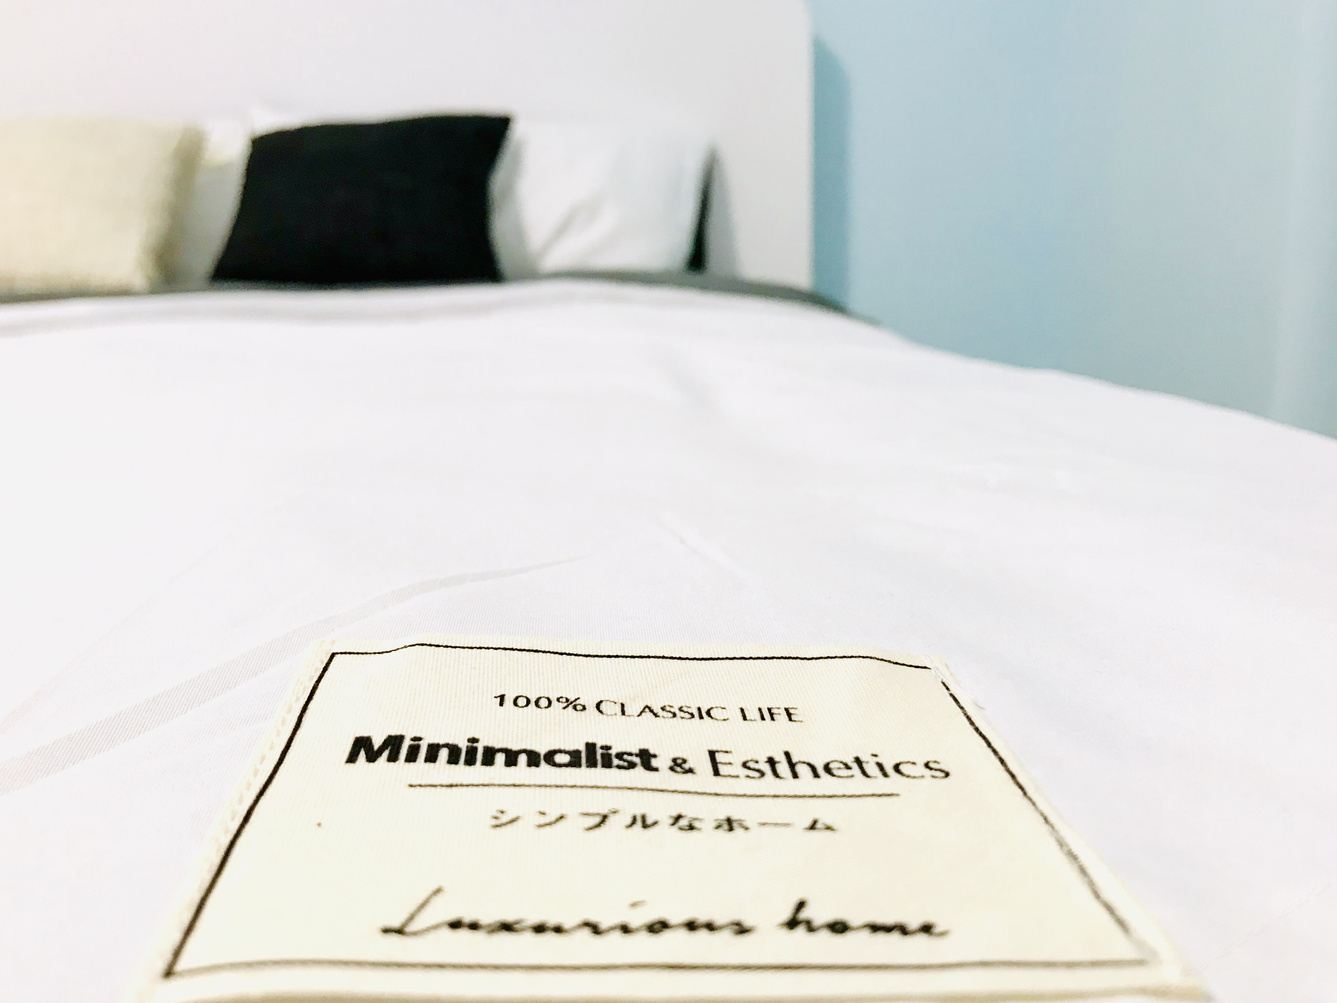 100% CLASSIC LIFE
Minimalist & Esthetics
シンプルなホーム
Luxurious home